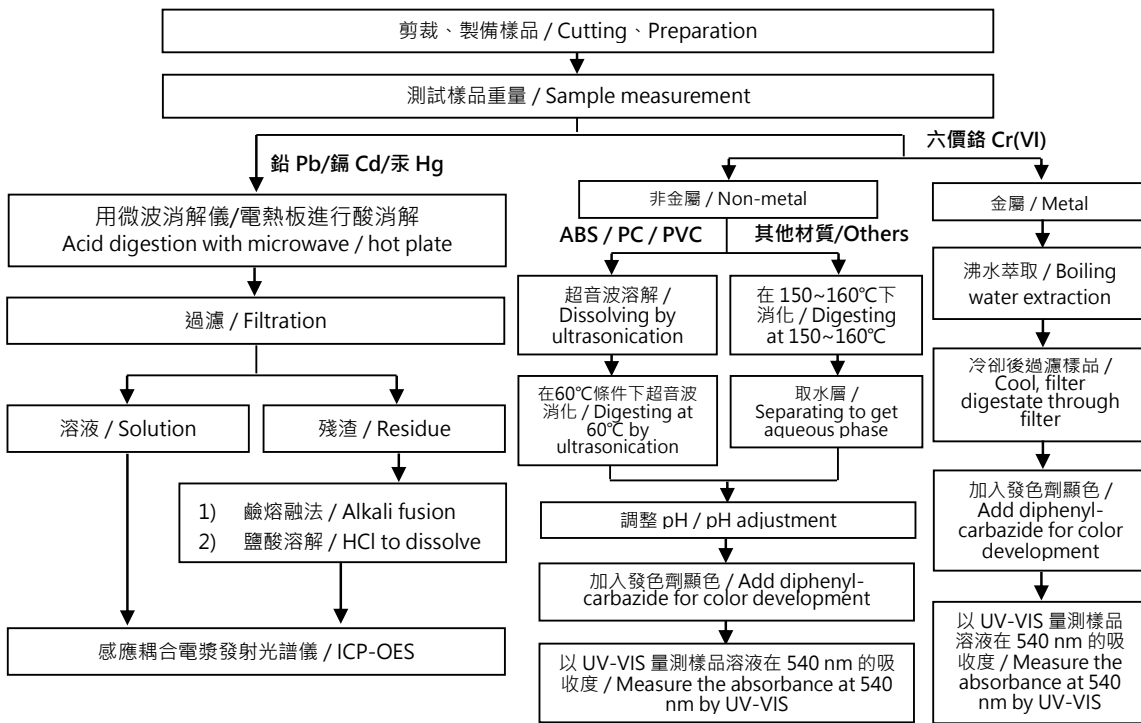 剪裁、製備樣品 / Cutting、Preparation
測試樣品重量 / Sample measurement
鉛 Pb/鎘 Cd/汞 Hg
六價鉻 Cr(VI)
用微波消解儀/電熱板進行酸消解
Acid digestion with microwave / hot plate
過濾 / Filtration
溶液 / Solution
殘渣 / Residue
1) 鹼熔融法 / Alkali fusion
2) 鹽酸溶解 / HCl to dissolve
感應耦合電漿發射光譜儀 / ICP-OES
非金屬 / Non-metal
ABS / PC / PVC
其他材質/Others
超音波溶解 /
Dissolving by
ultrasonication
在60℃條件下超音波
消化 / Digesting at
60℃ by
ultrasonication
在 150~160℃下
消化 / Digesting
at 150~160℃
取水層 /
Separating to get
aqueous phase
調整 pH / pH adjustment
加入發色劑顯色 / Add diphenyl-
carbazide for color development
以 UV-VIS 量測樣品溶液在 540 nm 的吸
收度 / Measure the absorbance at 540
nm by UV-VIS
金屬 / Metal
沸水萃取 / Boiling
water extraction
冷卻後過濾樣品 /
Cool, filter
digestate through
filter
加入發色劑顯色 /
Add diphenyl-
carbazide for color
development
以 UV-VIS 量測樣品
溶液在 540 nm 的吸
收度 / Measure the
absorbance at 540
nm by UV-VIS